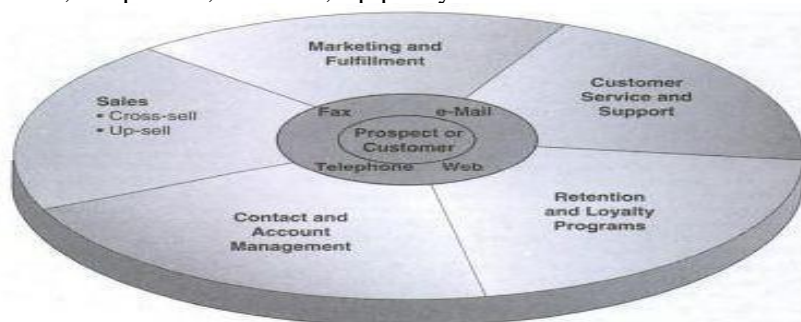 Marketing and
Fulfillment
Customer
Service and
Support
Sales
• Cross-sell
• Up-sell
Fax e-Mail
Prospect or
Customer
Telephone Web
Contact and
Account
Management
Retention
and Loyalty
Programs